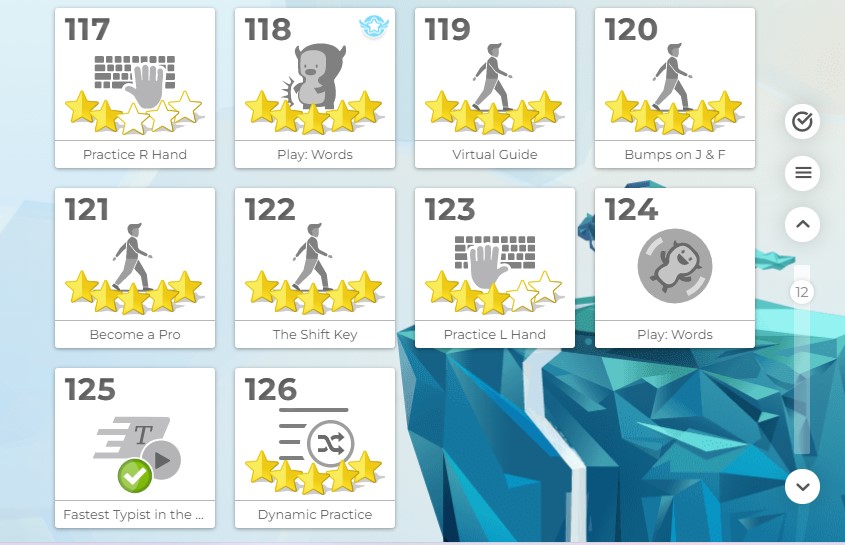 117
Practice R Hand
118
Play: Words
119
Virtual Guide
120
Bumps on J & F
121
Become a Pro
122
The Shift Key
123
Practice L Hand
124
Play: Words
12
125
T
Fastest Typist in the ...
126
Dynamic Practice